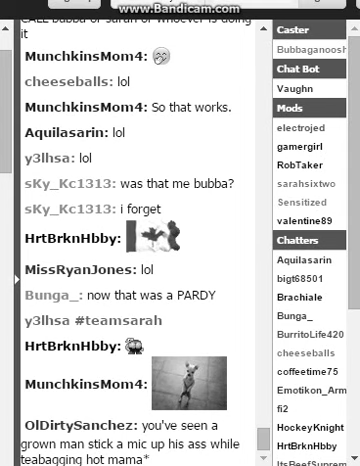 www.Bandicam.com
CALL bubba or sarah or whoever is doing
it
MunchkinsMom4:
cheeseballs: lol
MunchkinsMom4: So that works.
Aquilasarin: lol
y3lhsa: lol
sKy_Kc1313: was that me bubba?
sKy_Kc1313: i forget
HrtBrknHbby:
MissRyanJones: lol
Bunga_: now that was a PARDY
y3lhsa #teamsarah
HrtBrknHbby:
MunchkinsMom4:
OlDirtySanchez: you've seen a
grown man stick a mic up his ass while
teabagging hot mama*
Caster
Bubbaganoosh
Chat Bot
Vaughn
Mods
electrojed
gamergirl
RobTaker
sarahsixtwo
Sensitized
valentine89
Chatters
Aquilasarin
bigt68501
Brachiale
Bunga_
BurritoLife420
cheeseballs
coffeetime75
Emotikon_Arm
fi2
HockeyKnight
HrtBrknHbby
ItsBeefSuprem